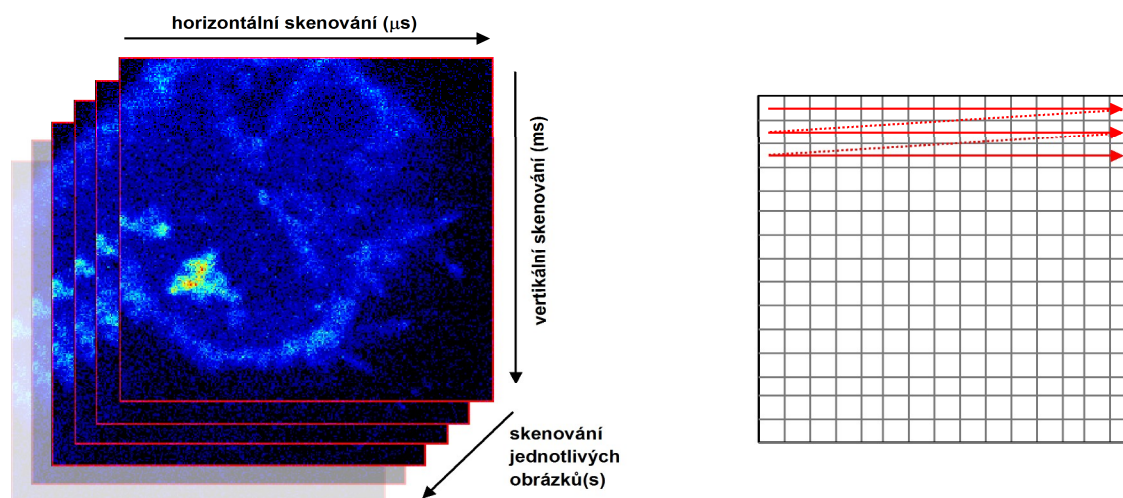 horizontální skenování (μs)
vertikální skenování (ms)
skenování
jednotlivých
obrázků(s)